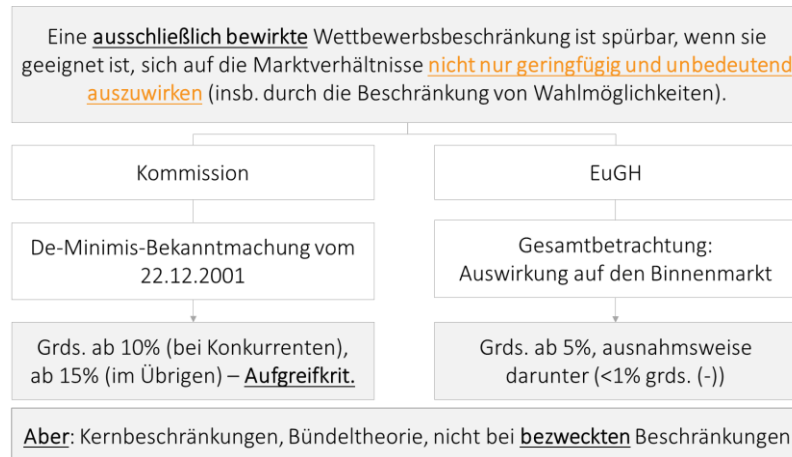 Eine ausschließlich bewirkte Wettbewerbsbeschränkung ist spürbar, wenn sie
geeignet ist, sich auf die Marktverhältnisse nicht nur geringfügig und unbedeutend
auszuwirken (insb. durch die Beschränkung von Wahlmöglichkeiten).
Kommission
EuGH
De-Minimis-Bekanntmachung vom
22.12.2001
Gesamtbetrachtung:
Auswirkung auf den Binnenmarkt
Grds. ab 10% (bei Konkurrenten),
ab 15% (im Übrigen) – Aufgreifkrit.
Grds. ab 5%, ausnahmsweise
darunter (<1% grds. (-))
Aber: Kernbeschränkungen, Bündeltheorie, nicht bei bezweckten Beschränkungen